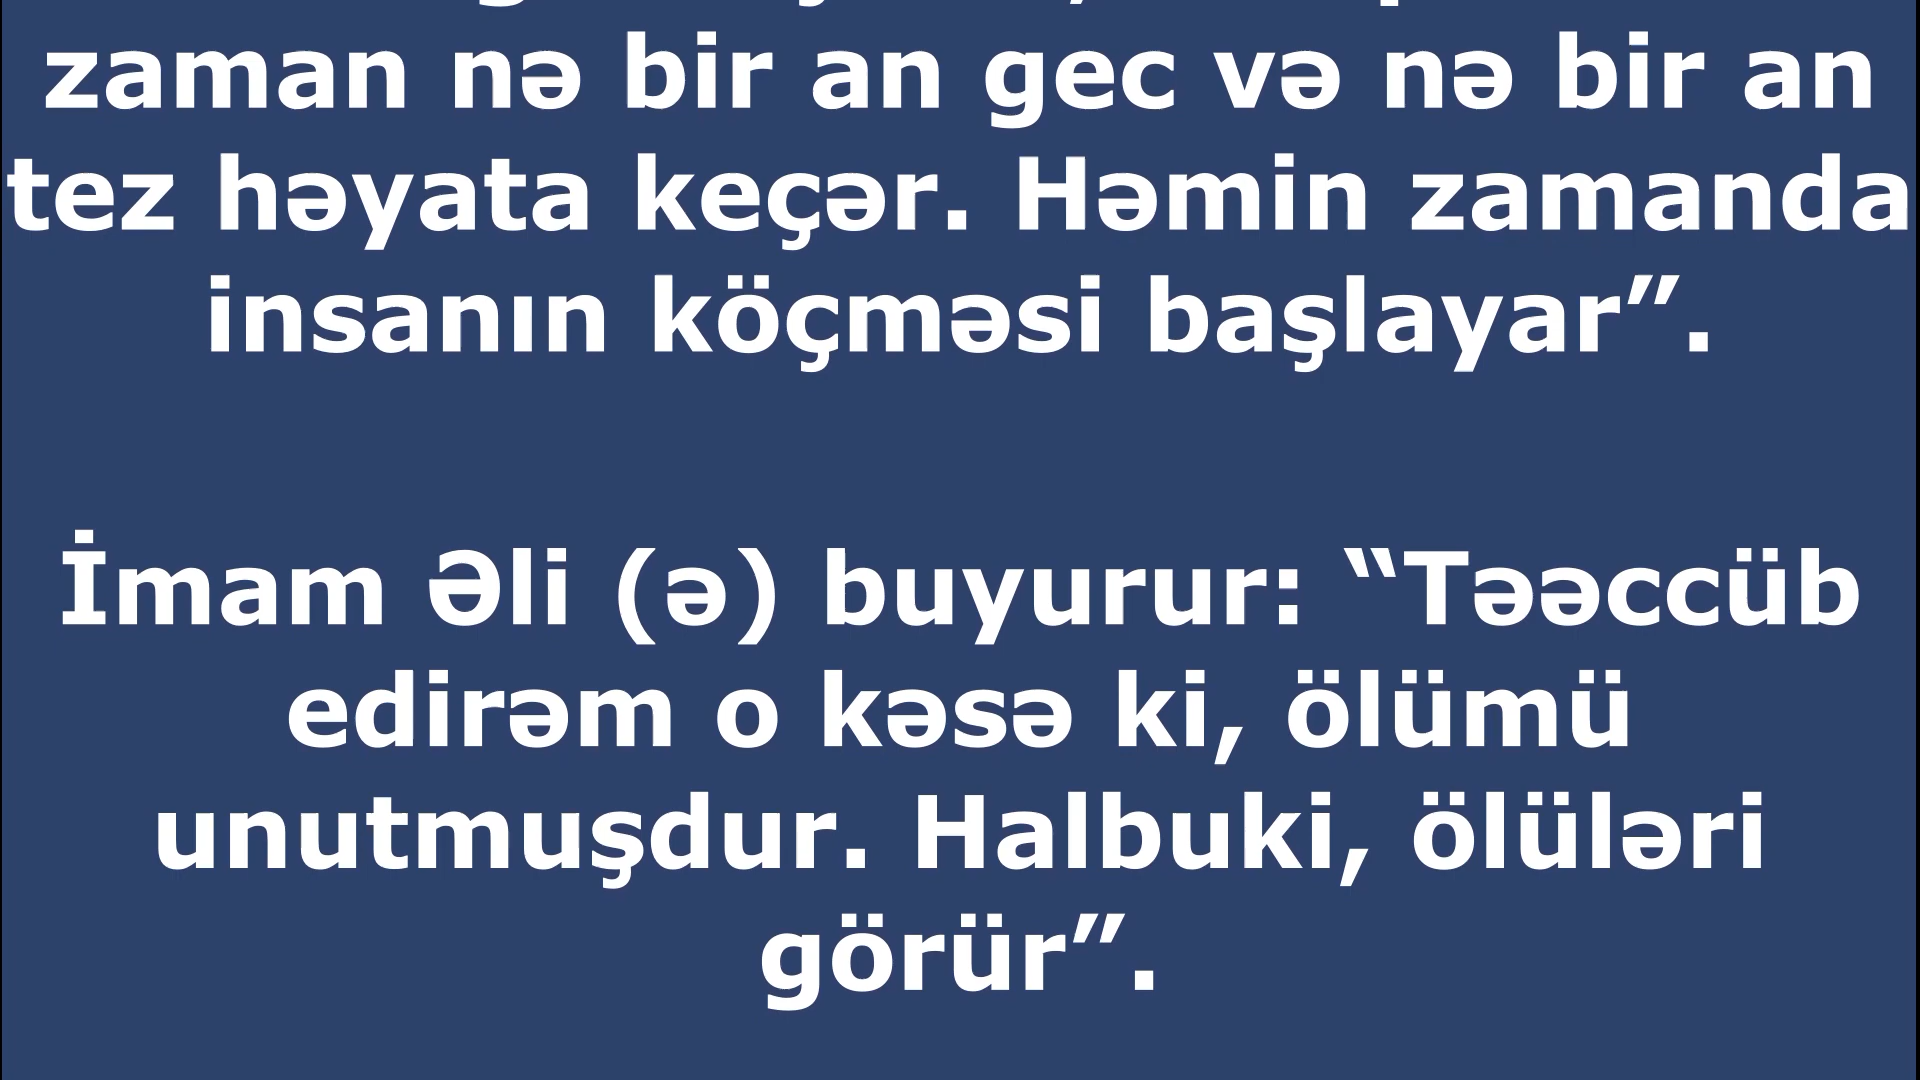 zaman nə bir an gec və nə bir an
tez həyata keçər. Həmin zamanda
insanın köçməsi başlayar”.
İmam Əli (ə) buyurur: “Təəccüb
edirəm o kəsə ki, ölümü
unutmuşdur. Halbuki, ölüləri
görür”.